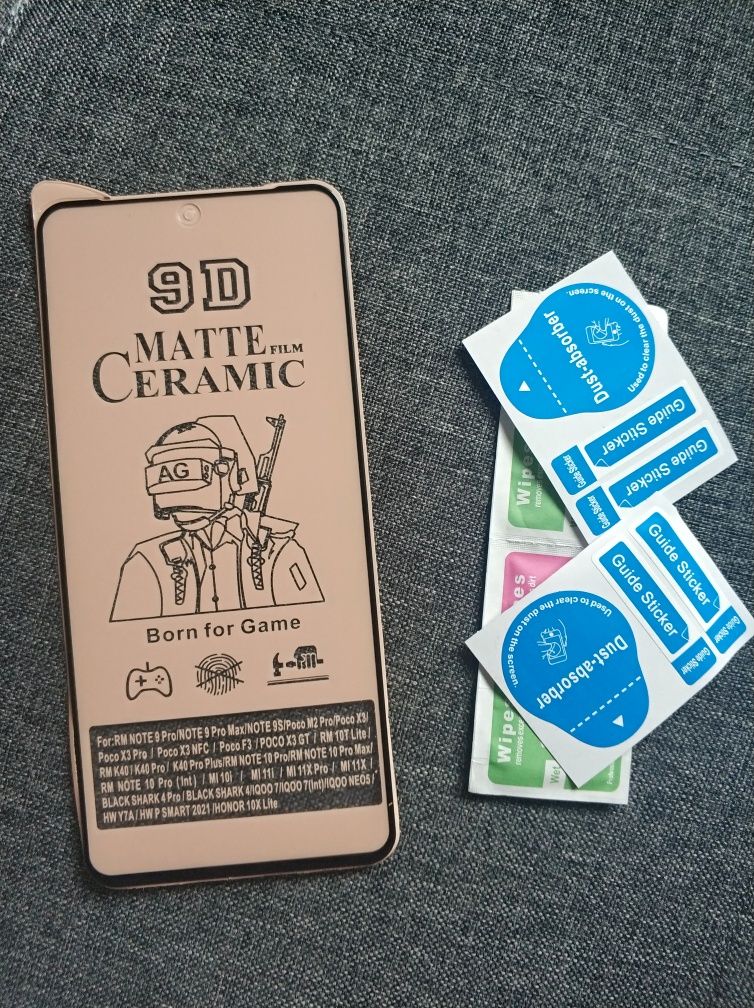 9D
MATTE FILM
CERAMIC
AG
Born for Game
For:RM NOTE 9 Pro/NOTE 9 Pro Max/NOTE 9S/Poco M2 Pro/Poco X3/
Poco X3 Pro / Poco X3 NFC / Poco F3 / POCO X3 GT / RM 10T Lite/
RM K40/ K40 Pro/ K40 Pro Plus/RM NOTE 10 Pro/RM NOTE 10 Pro Max/
RM NOTE 10 Pro (Int) / MI 10i / MI 11i / MI 11X Pro / MI 11X /
BLACK SHARK 4 Pro / BLACK SHARK 4/IQOO 7/IQOO 7(Int)/IQOO NEO5/
HW Y7A / HW P SMART 2021 /HONOR 10X Lite
Used to clear the dust on the screen.
Dust-absorber
Guide Sticker
Guide Sticker
Guide Sticker
Guide Sticker
Wipes
removes
Guide Sticker
Guide Sticker
Guide Sticker
Guide Sticker
Used to clear the dust on the screen.
Dust-absorber
Wet